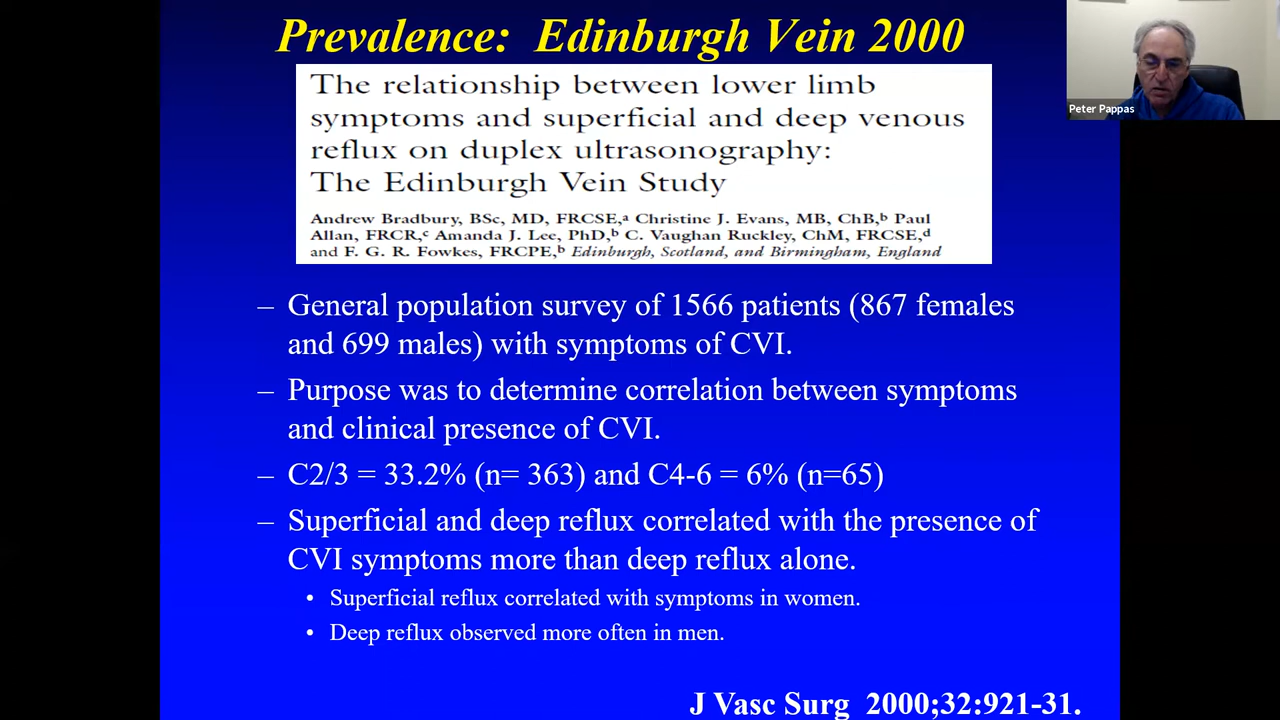 Prevalence: Edinburgh Vein 2000
Peter Pappas
The relationship between lower limb
symptoms and superficial and deep venous
reflux on duplex ultrasonography:
The Edinburgh Vein Study
Andrew Bradbury, BSc, MD, FRCSE,a Christine J. Evans, MB, ChB,b Paul
Allan, FRCR,c Amanda J. Lee, PhD,b C. Vaughan Ruckley, ChM, FRCSE,d
and F. G. R. Fowkes, FRCPE,b Edinburgh, Scotland, and Birmingham, England
– General population survey of 1566 patients (867 females
and 699 males) with symptoms of CVI.
– Purpose was to determine correlation between symptoms
and clinical presence of CVI.
– C2/3 = 33.2% (n= 363) and C4-6 = 6% (n=65)
– Superficial and deep reflux correlated with the presence of
CVI symptoms more than deep reflux alone.
• Superficial reflux correlated with symptoms in women.
• Deep reflux observed more often in men.
J Vasc Surg 2000;32:921-31.